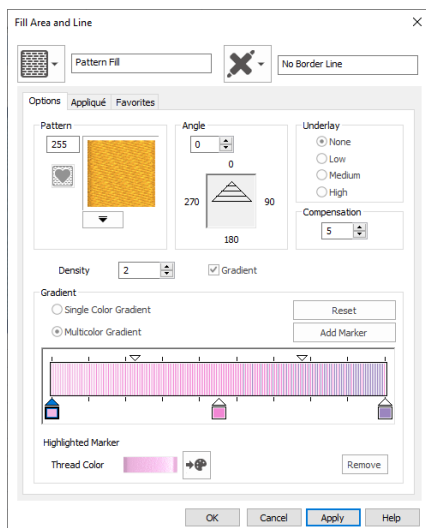 Fill Area and Line
Pattern Fill
No Border Line
Options Appliqué Favorites
Pattern
255
Angle
0
0
270 90
180
Underlay
None
Low
Medium
High
Compensation
5
Density 2 Gradient
Gradient
Single Color Gradient Reset
Multicolor Gradient Add Marker
Highlighted Marker
Thread Color Remove
OK Cancel Apply Help